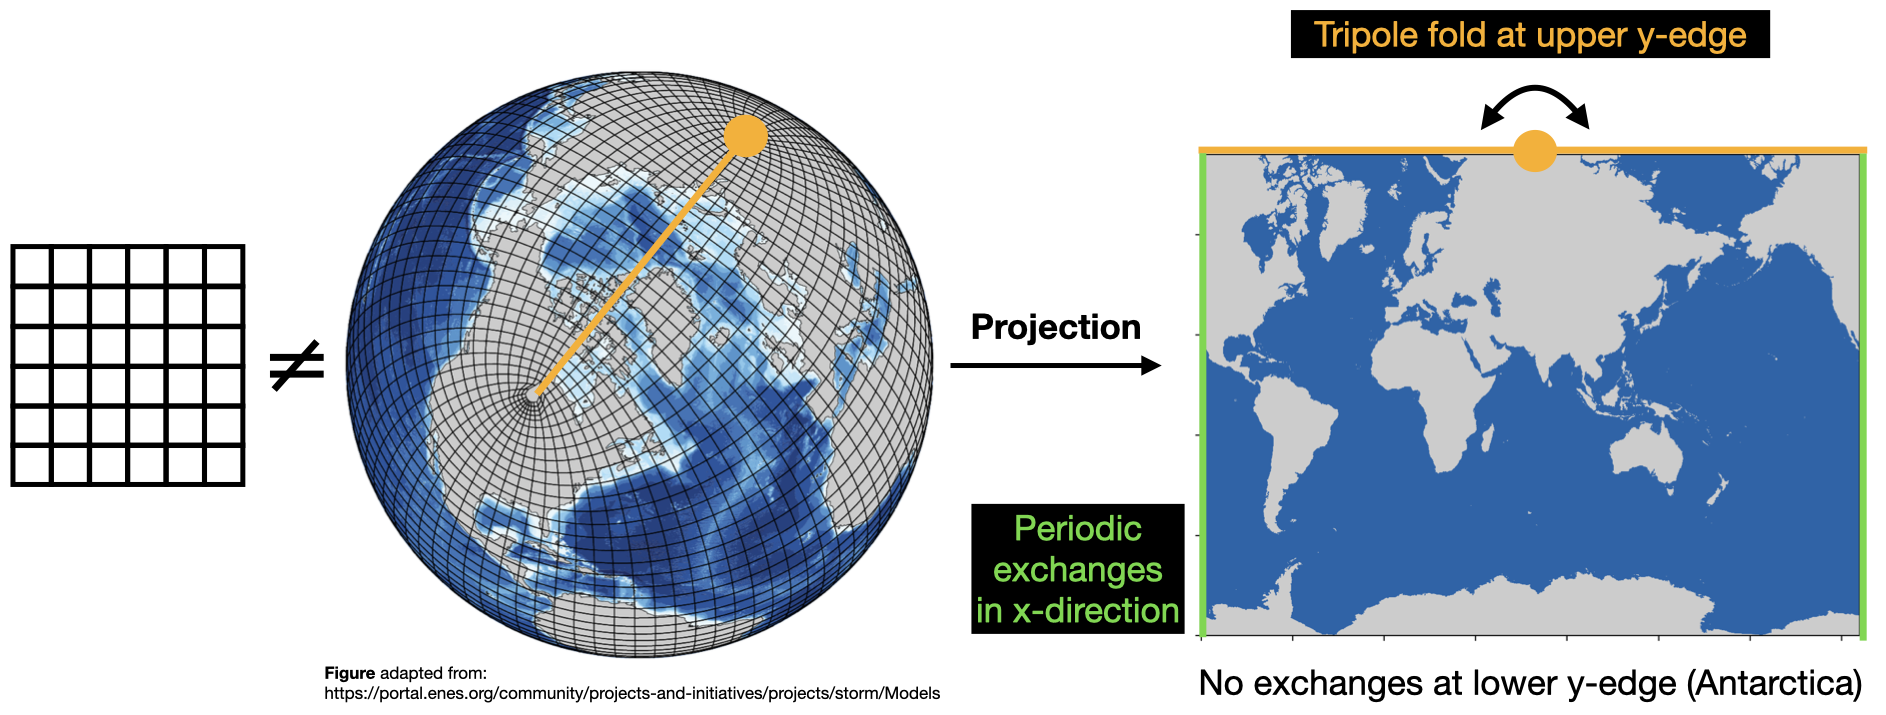 Tripole fold at upper y-edge
≠
Projection
Periodic
exchanges
in x-direction
Figure adapted from:
https://portal.enes.org/community/projects-and-initiatives/projects/storm/Models
No exchanges at lower y-edge (Antarctica)